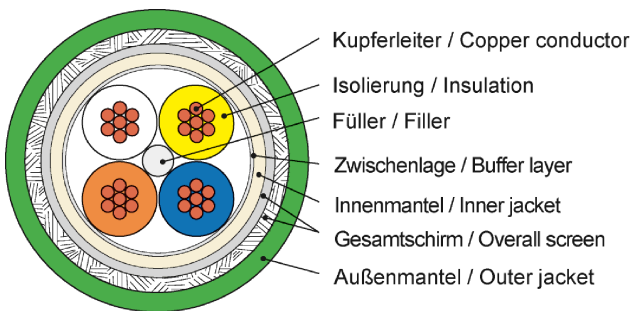 Kupferleiter / Copper conductor
Isolierung / Insulation
Füller / Filler
Zwischenlage / Buffer layer
Innenmantel / Inner jacket
Gesamtschirm / Overall screen
Außenmantel / Outer jacket